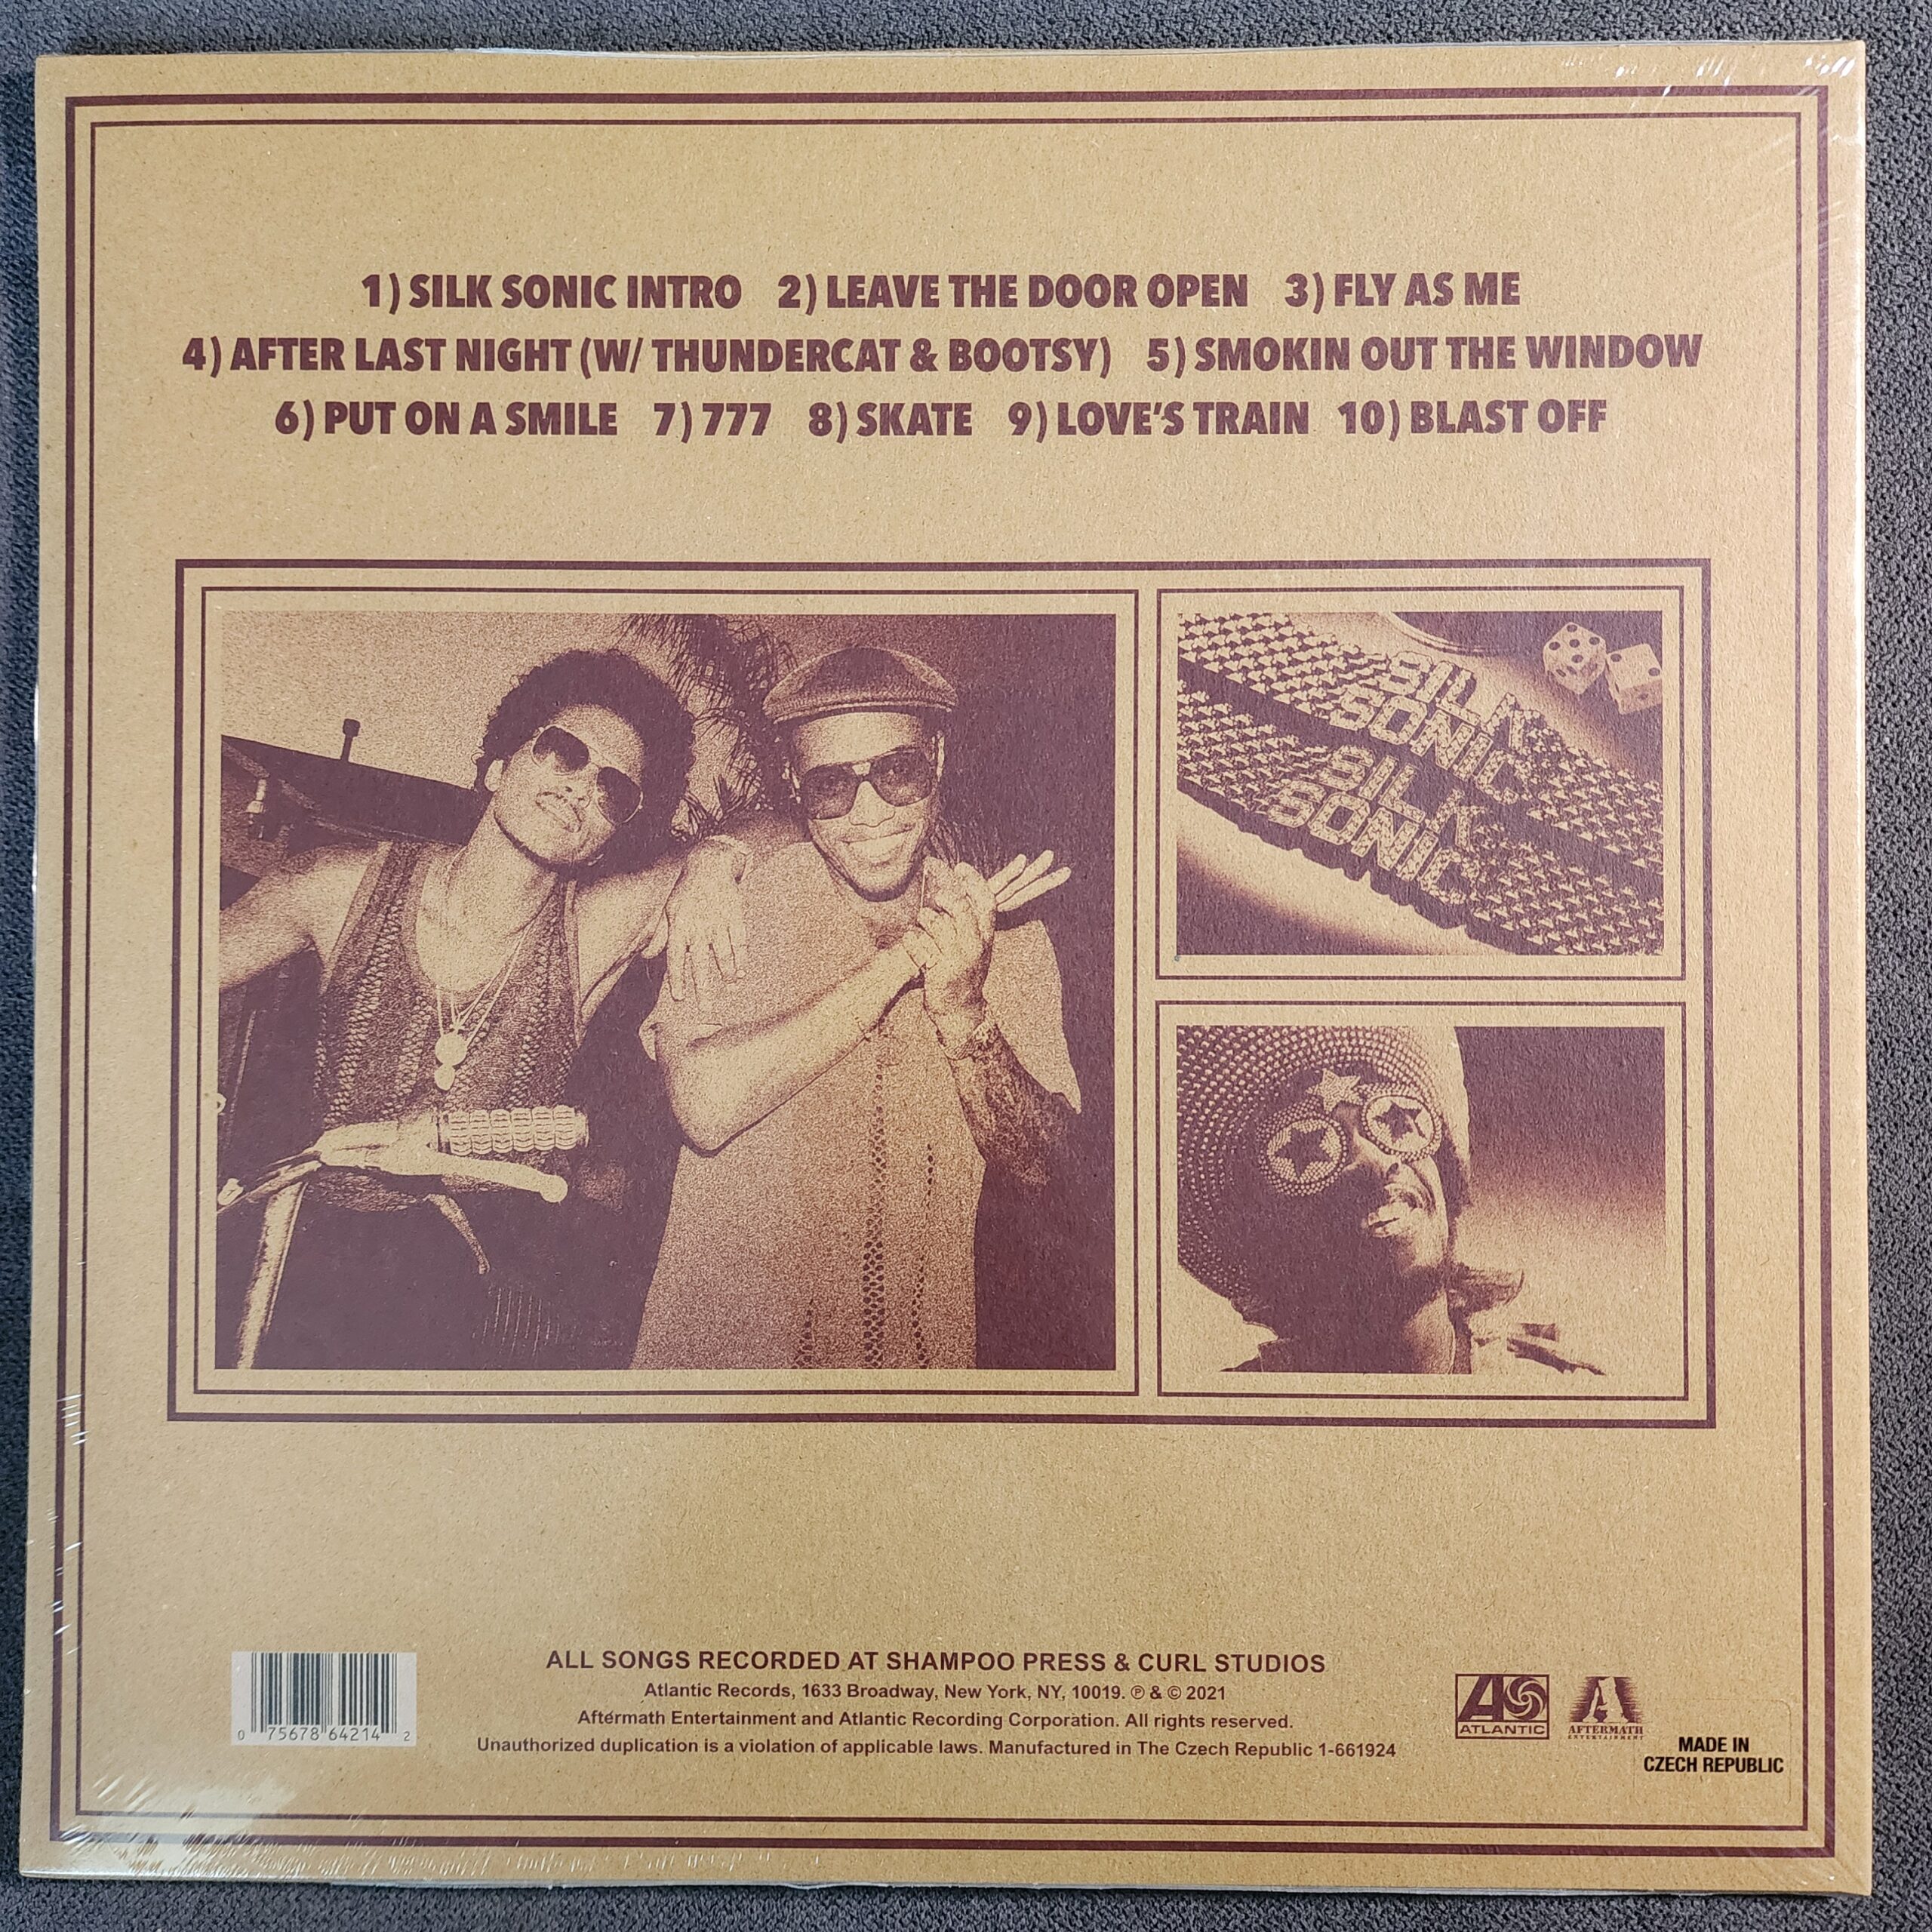 1) SILK SONIC INTRO 2) LEAVE THE DOOR OPEN 3) FLY AS ME
4) AFTER LAST NIGHT (W/ THUNDERCAT & BOOTSY) 5) SMOKIN OUT THE WINDOW
6) PUT ON A SMILE 7) 777 8) SKATE 9) LOVE'S TRAIN 10) BLAST OFF
SILK
SONIC
SILK
SONIC
0 75678 64214 2
ALL SONGS RECORDED AT SHAMPOO PRESS & CURL STUDIOS
Atlantic Records, 1633 Broadway, New York, NY, 10019. ℗ & © 2021
Aftermath Entertainment and Atlantic Recording Corporation. All rights reserved.
Unauthorized duplication is a violation of applicable laws. Manufactured in The Czech Republic 1-661924
ATLANTIC
AFTERMATH
ENTERTAINMENT
MADE IN
CZECH REPUBLIC